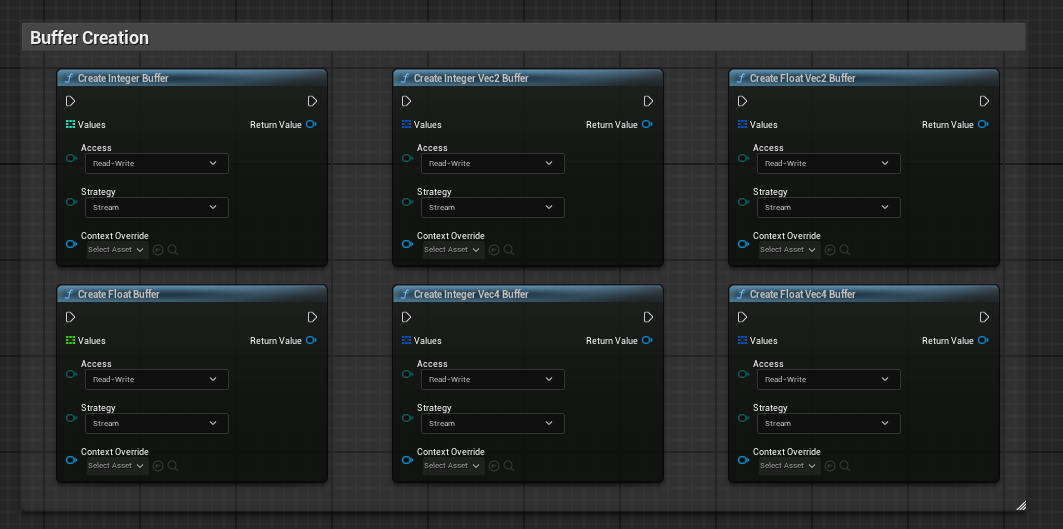 Buffer Creation
Create Integer Buffer
Values
Return Value
Access
Read-Write
Strategy
Stream
Context Override
Select Asset
Create Integer Vec2 Buffer
Values
Return Value
Access
Read-Write
Strategy
Stream
Context Override
Select Asset
Create Float Vec2 Buffer
Values
Return Value
Access
Read-Write
Strategy
Stream
Context Override
Select Asset
Create Float Buffer
Values
Return Value
Access
Read-Write
Strategy
Stream
Context Override
Select Asset
Create Integer Vec4 Buffer
Values
Return Value
Access
Read-Write
Strategy
Stream
Context Override
Select Asset
Create Float Vec4 Buffer
Values
Return Value
Access
Read-Write
Strategy
Stream
Context Override
Select Asset